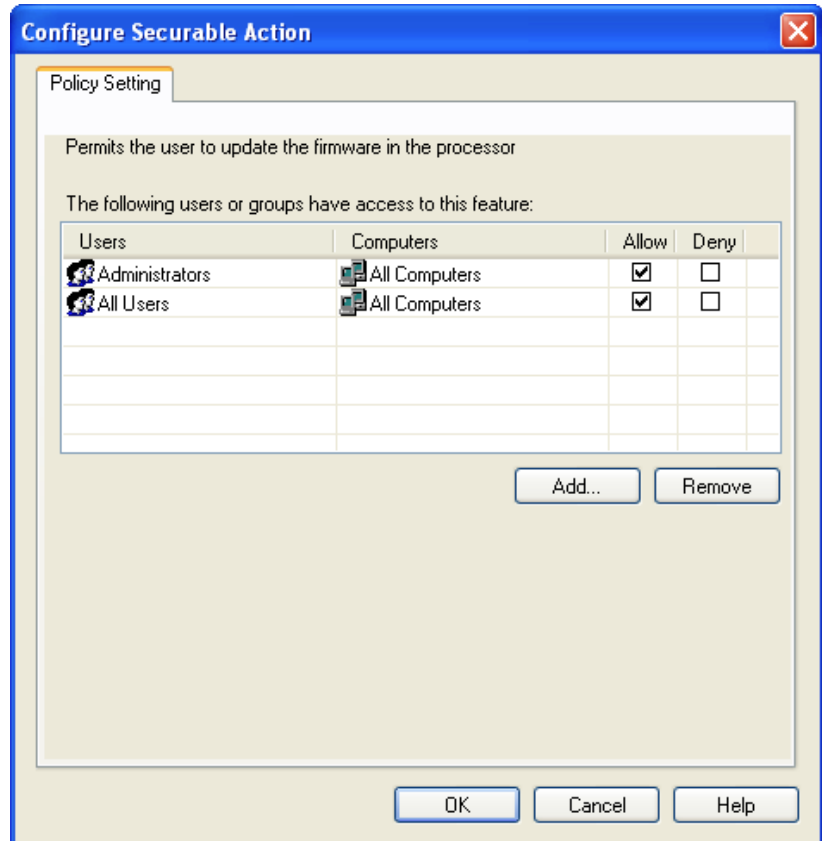 Configure Securable Action
Policy Setting
Permits the user to update the firmware in the processor
The following users or groups have access to this feature:
Users Computers Allow Deny
Administrators All Computers
All Users All Computers
Add... Remove
OK Cancel Help